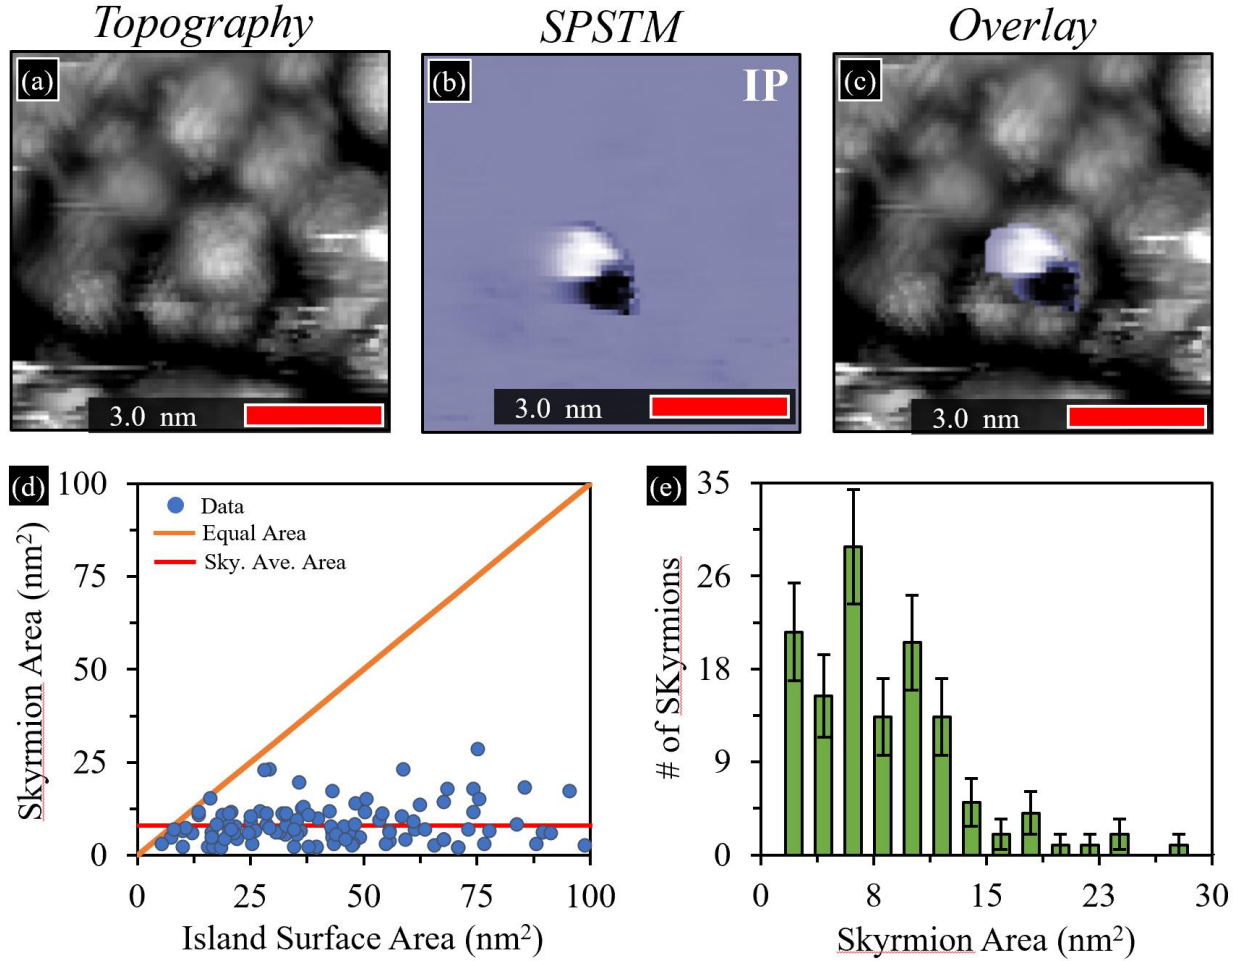 Topography SPSTM Overlay
(a) (b) IP (c)
3.0 nm 3.0 nm 3.0 nm
(d) 100
75
50
25
0
Skyrmion Area (nm²)
Data
Equal Area
Sky. Ave. Area
0 25 50 75 100
Island Surface Area (nm²)
(e) 35
26
18
9
0
# of SKyrmions
0 8 15 23 30
Skyrmion Area (nm²)